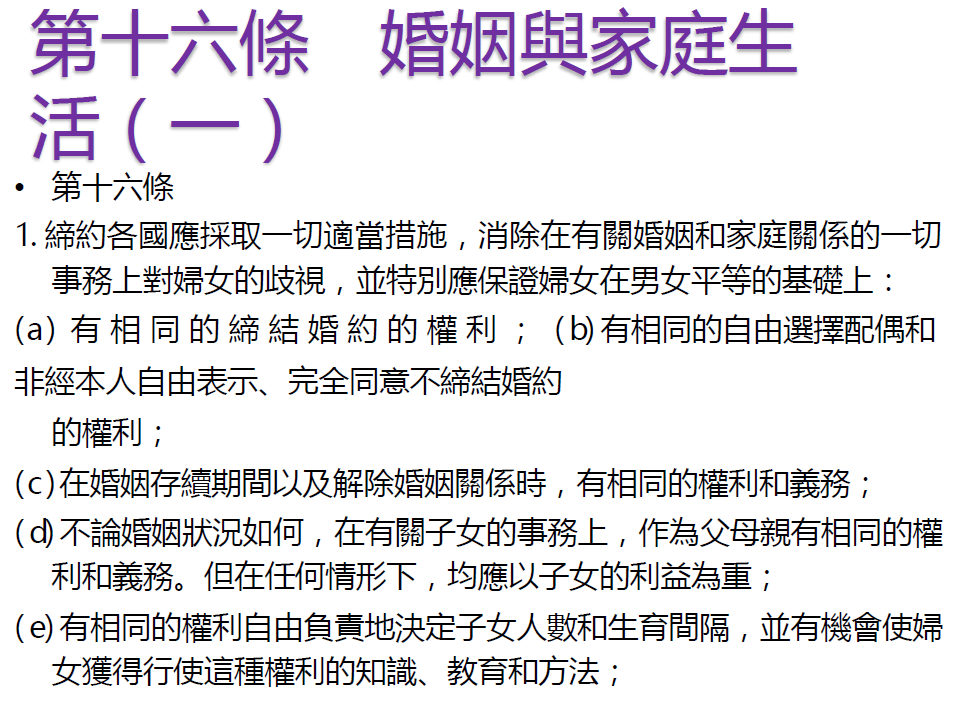 第十六條　婚姻與家庭生
活（一）
• 第十六條
1. 締約各國應採取一切適當措施，消除在有關婚姻和家庭關係的一切
事務上對婦女的歧視，並特別應保證婦女在男女平等的基礎上：
(a) 有相同的締結婚約的權利； (b)有相同的自由選擇配偶和
非經本人自由表示、完全同意不締結婚約
的權利；
(c)在婚姻存續期間以及解除婚姻關係時，有相同的權利和義務；
(d)不論婚姻狀況如何，在有關子女的事務上，作為父母親有相同的權
利和義務。但在任何情形下，均應以子女的利益為重；
(e)有相同的權利自由負責地決定子女人數和生育間隔，並有機會使婦
女獲得行使這種權利的知識、教育和方法；